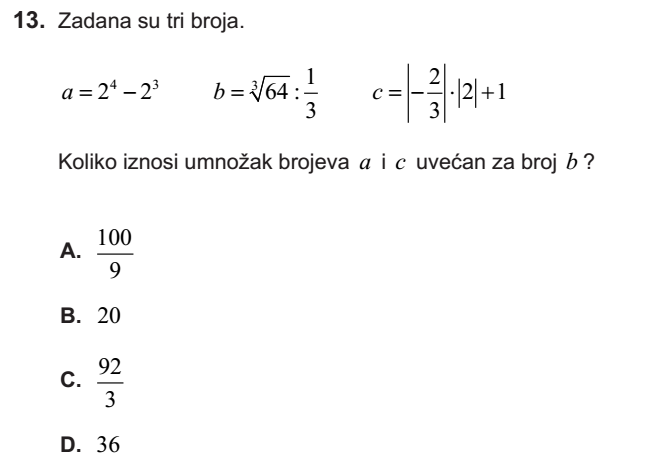 13. Zadana su tri broja.
a = 2⁴ − 2³  b = ∛64 : 1/3  c = |−2/3| · |2| + 1
Koliko iznosi umnožak brojeva a i c uvećan za broj b ?
A. 100/9
B. 20
C. 92/3
D. 36